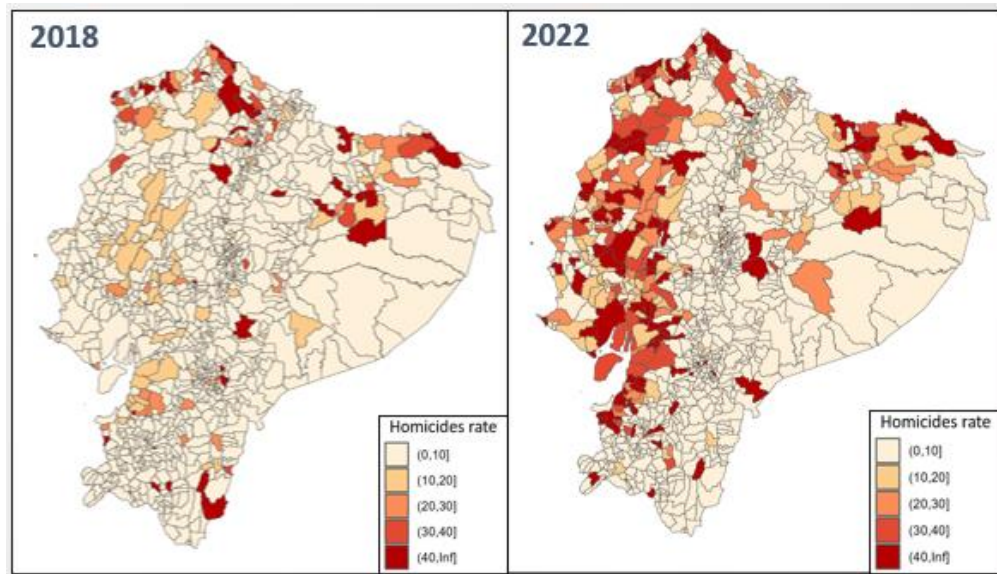 2018
Homicides rate
(0,10]
(10,20]
(20,30]
(30,40]
(40,Inf]
2022
Homicides rate
(0,10]
(10,20]
(20,30]
(30,40]
(40,Inf]